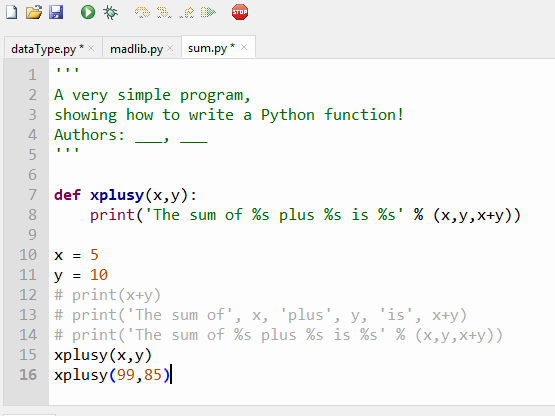 STOP
dataType.py * × madlib.py × sum.py * ×
1 '''
2 A very simple program,
3 showing how to write a Python function!
4 Authors: ___, ___
5 '''
6
7 def xplusy(x,y):
8     print('The sum of %s plus %s is %s' % (x,y,x+y))
9
10 x = 5
11 y = 10
12 # print(x+y)
13 # print('The sum of', x, 'plus', y, 'is', x+y)
14 # print('The sum of %s plus %s is %s' % (x,y,x+y))
15 xplusy(x,y)
16 xplusy(99,85)